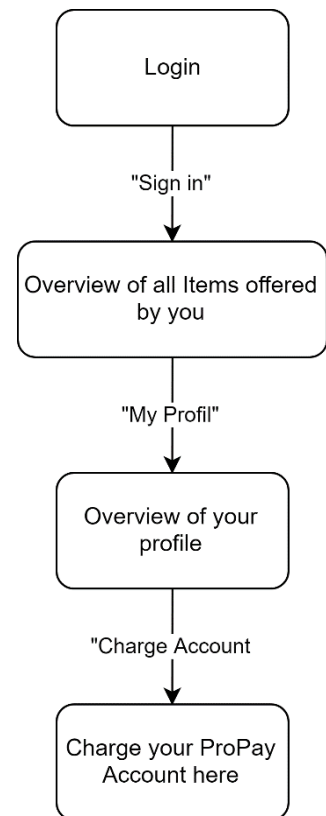 Login
"Sign in"
Overview of all Items offered
by you
"My Profil"
Overview of your
profile
"Charge Account
Charge your ProPay
Account here